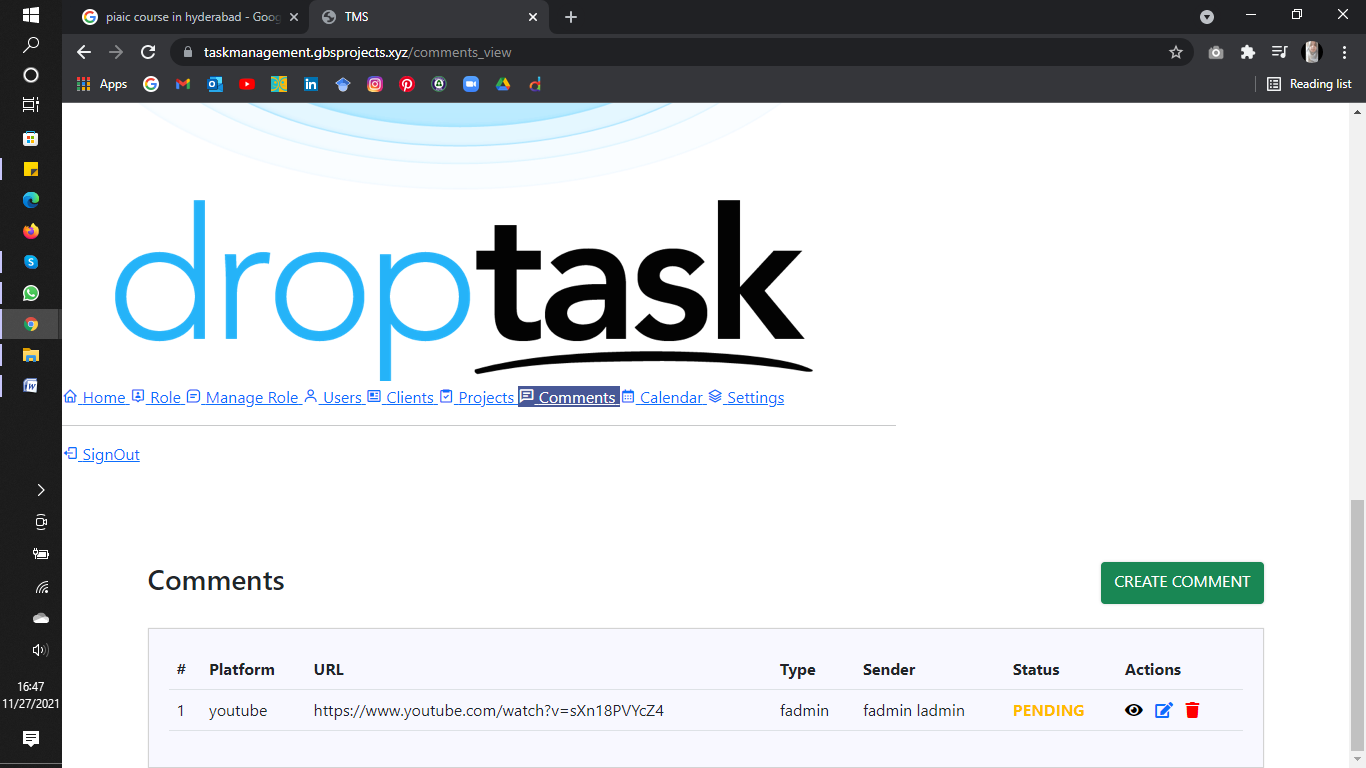 piaic course in hyderabad - Goog
TMS
taskmanagement.gbsprojects.xyz/comments_view
Apps
Reading list
droptask
Home Role Manage Role Users Clients Projects Comments Calendar Settings
SignOut
Comments
CREATE COMMENT
# Platform URL Type Sender Status Actions
1 youtube https://www.youtube.com/watch?v=sXn18PVYcZ4 fadmin fadmin ladmin PENDING
16:47
11/27/2021